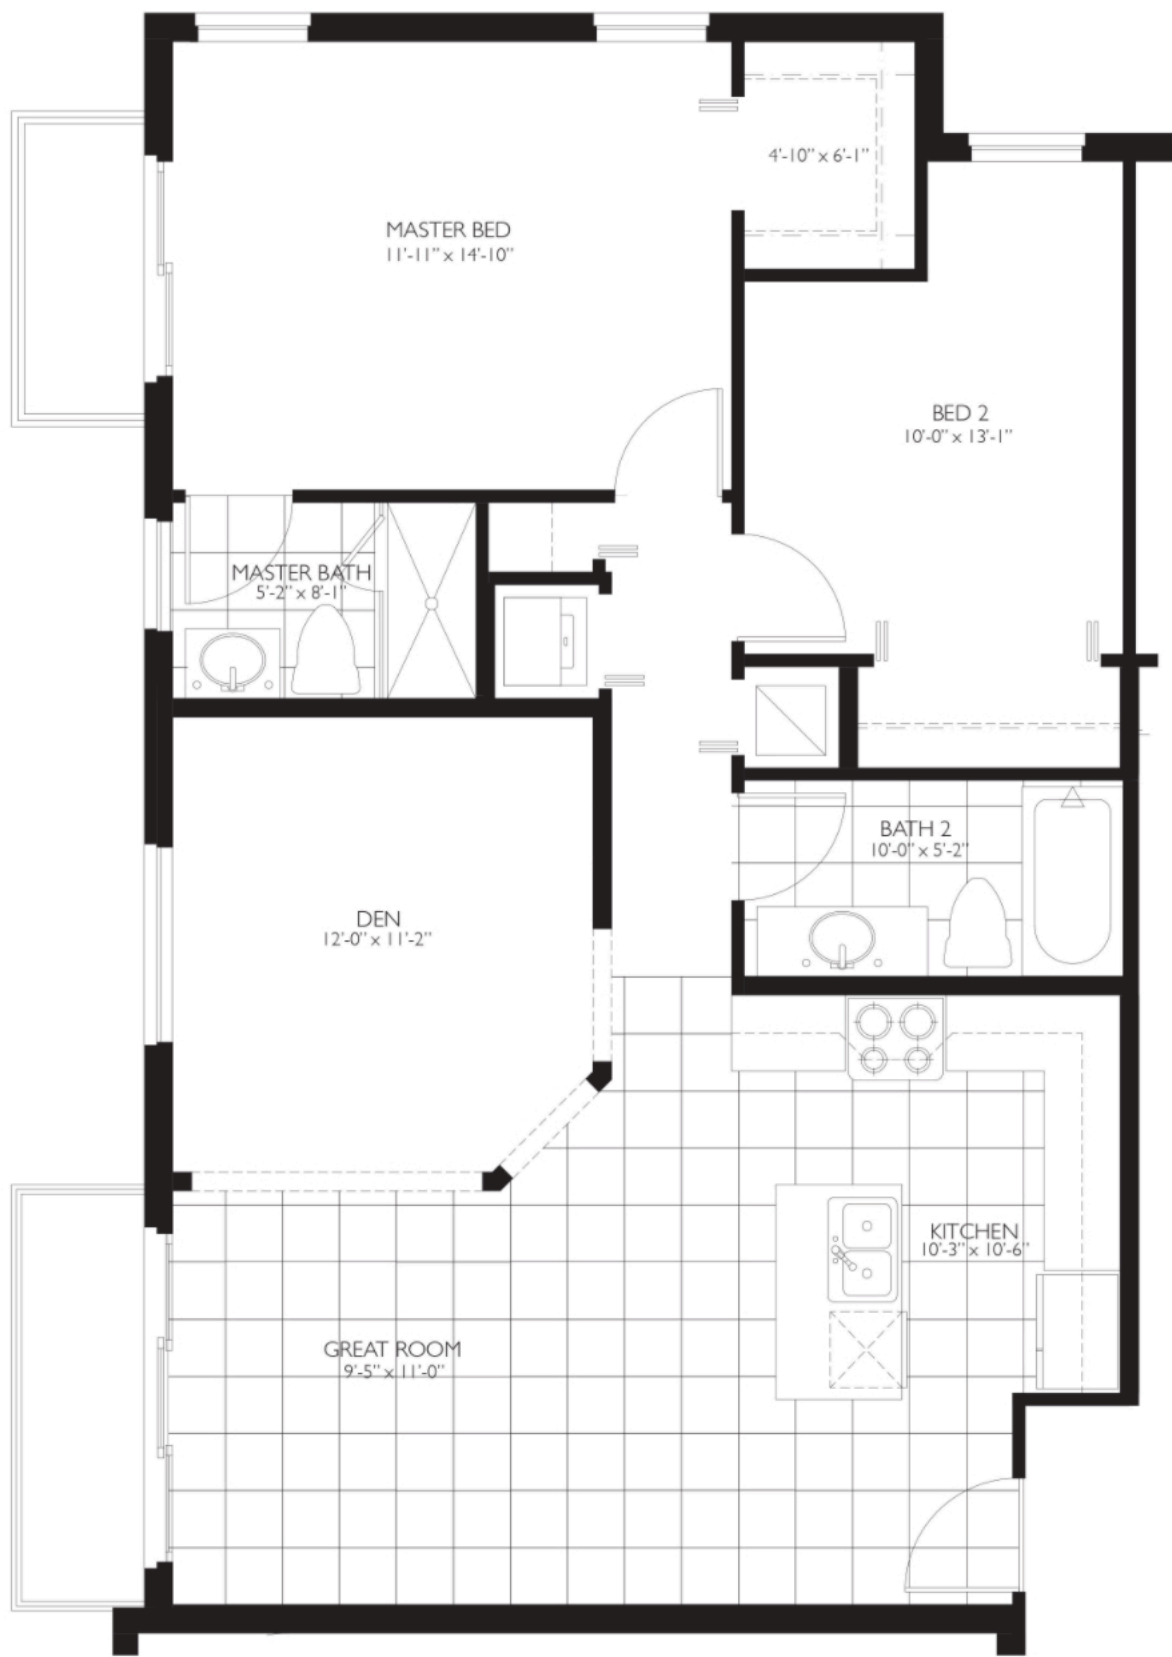 4'-10" x 6'-1"
MASTER BED
11'-11" x 14'-10"
BED 2
10'-0" x 13'-1"
MASTER BATH
5'-2" x 8'-1"
BATH 2
10'-0" x 5'-2"
DEN
12'-0" x 11'-2"
KITCHEN
10'-3" x 10'-6"
GREAT ROOM
9'-5" x 11'-0"